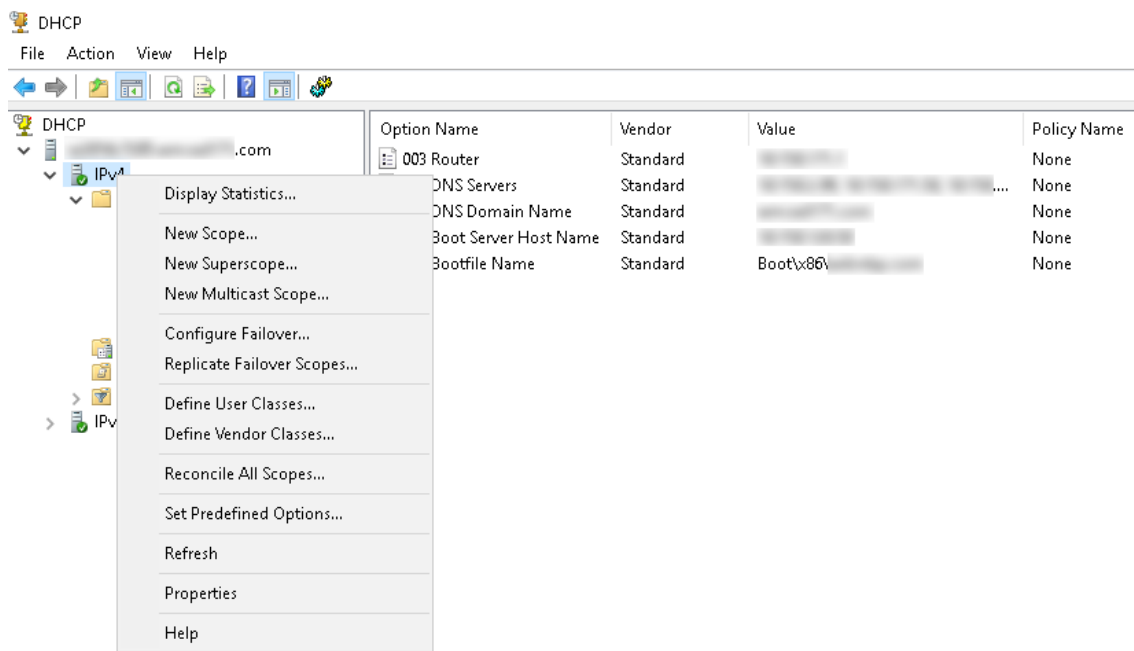 DHCP
File Action View Help
DHCP
.com
IPv4
IPv
Display Statistics...
New Scope...
New Superscope...
New Multicast Scope...
Configure Failover...
Replicate Failover Scopes...
Define User Classes...
Define Vendor Classes...
Reconcile All Scopes...
Set Predefined Options...
Refresh
Properties
Help
Option Name Vendor Value Policy Name
003 Router Standard None
DNS Servers Standard .... None
DNS Domain Name Standard None
Boot Server Host Name Standard None
Bootfile Name Standard Boot\x86\ None